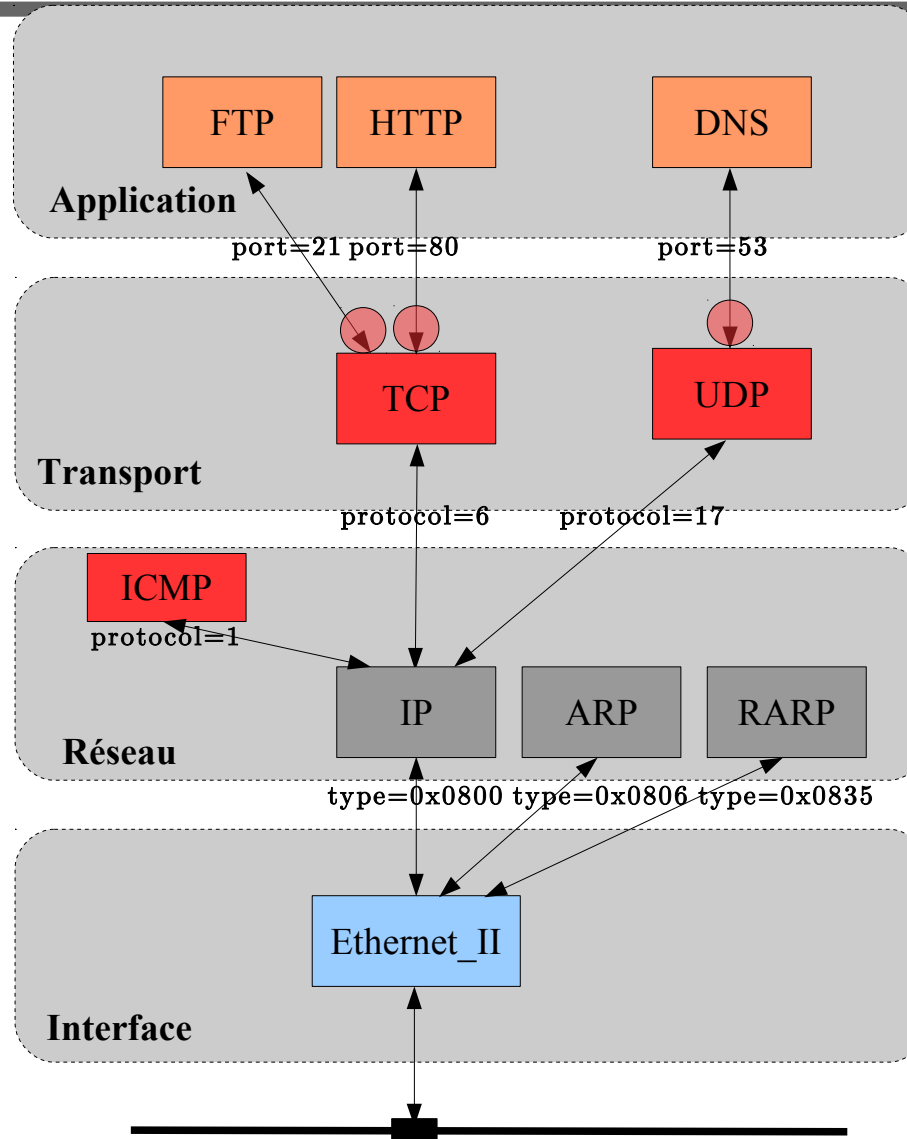 FTP HTTP DNS
Application
port=21 port=80 port=53
TCP UDP
Transport
protocol=6 protocol=17
ICMP
protocol=1
IP ARP RARP
Réseau
type=0x0800 type=0x0806 type=0x0835
Ethernet_II
Interface